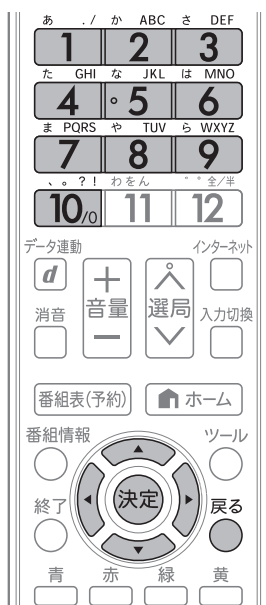 あ ./ か ABC さ DEF
1 2 3
た GHI な JKL は MNO
4 5 6
ま PQRS や TUV ら WXYZ
7 8 9
、。?! わをん ゛゜全/半
10/0 11 12
データ連動 インターネット
d + 音量 − 選局
消音 入力切換
番組表(予約) ホーム
番組情報 ツール
終了 決定 戻る
青 赤 緑 黄